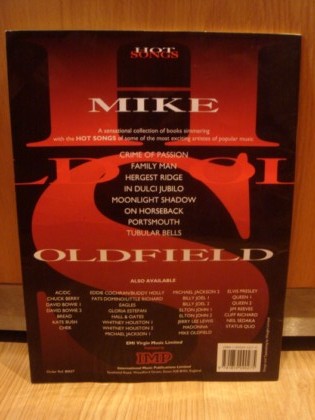 HOT
SONGS
MIKE
A sensational collection of books simmering
with the HOT SONGS of some of the most exciting artistes of popular music
CRIME OF PASSION
FAMILY MAN
HERGEST RIDGE
IN DULCI JUBILO
MOONLIGHT SHADOW
ON HORSEBACK
PORTSMOUTH
TUBULAR BELLS
OLDFIELD
ALSO AVAILABLE
AC/DC
CHUCK BERRY
DAVID BOWIE 1
DAVID BOWIE 2
BREAD
KATE BUSH
CHER
EDDIE COCHRAN/BUDDY HOLLY
FATS DOMINO/LITTLE RICHARD
EAGLES
GLORIA ESTEFAN
HALL & OATES
WHITNEY HOUSTON 1
WHITNEY HOUSTON 2
MICHAEL JACKSON 1
MICHAEL JACKSON 2
BILLY JOEL 1
BILLY JOEL 2
ELTON JOHN 1
ELTON JOHN 2
JERRY LEE LEWIS
MADONNA
MIKE OLDFIELD
ELVIS PRESLEY
QUEEN 1
QUEEN 2
JIM REEVES
CLIFF RICHARD
NEIL SEDAKA
STATUS QUO
EMI Virgin Music Limited
IMP
International Music Publications Limited